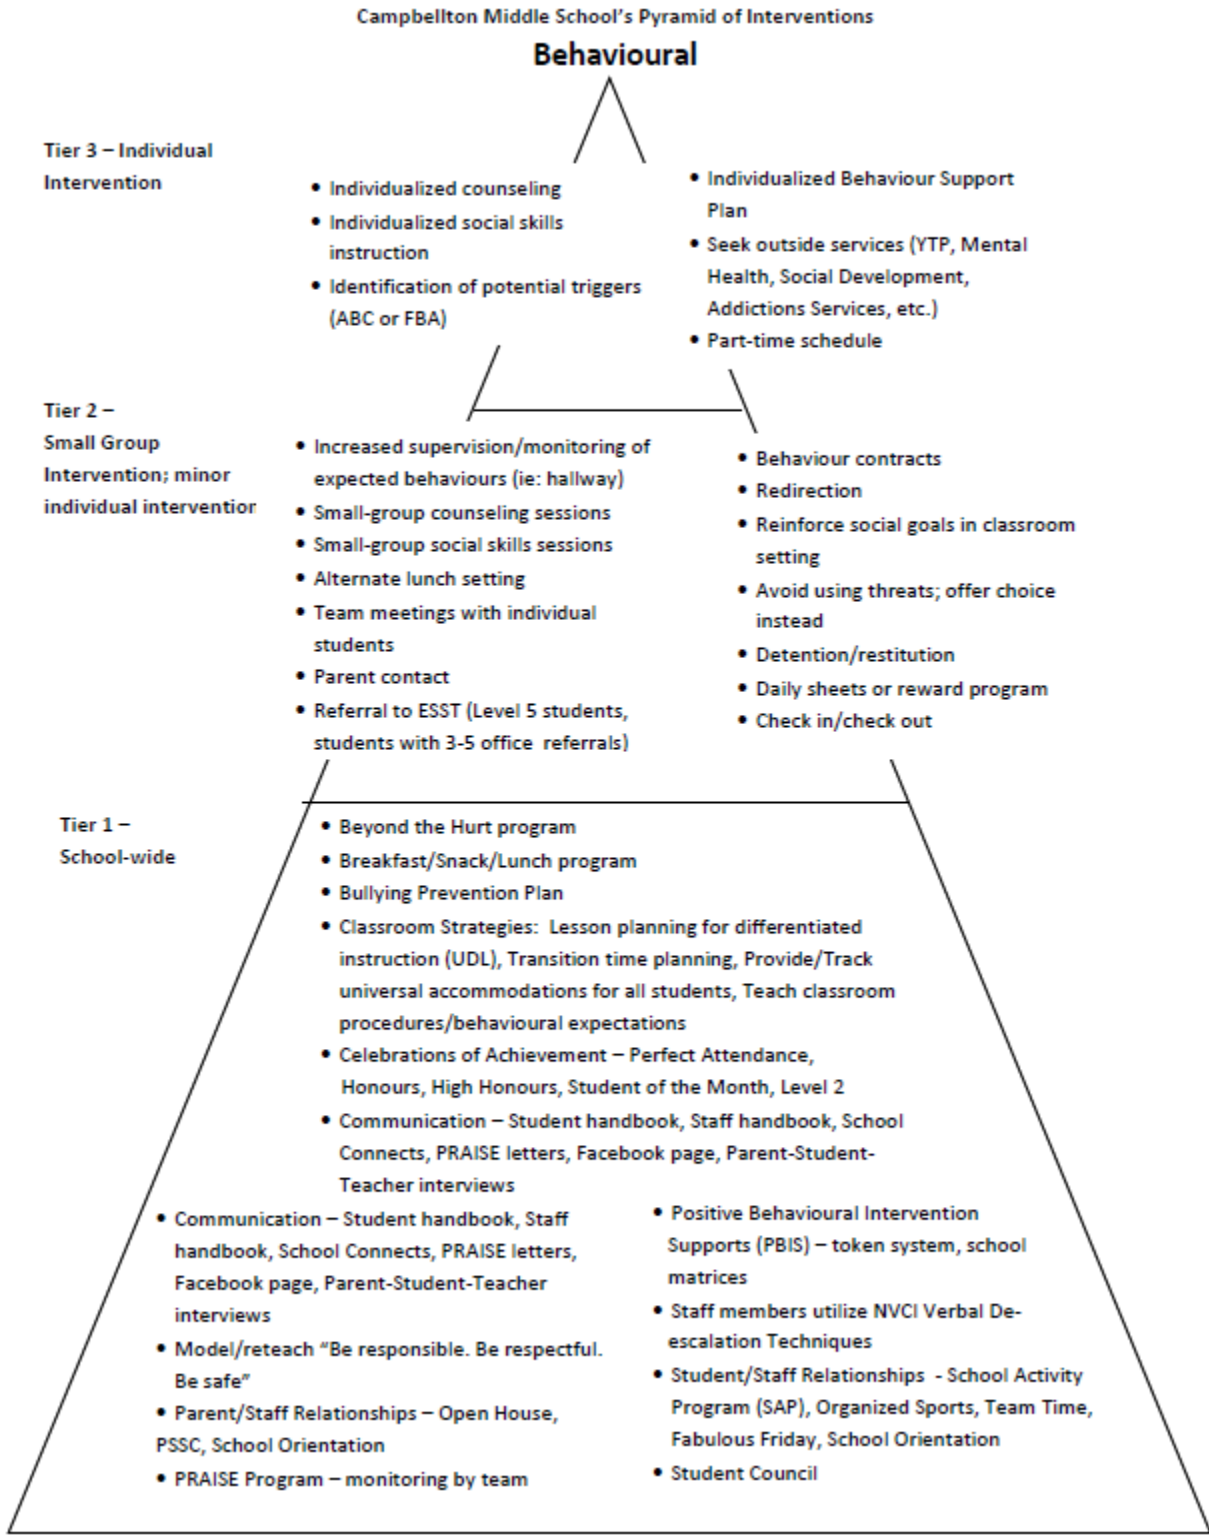 Campbellton Middle School's Pyramid of Interventions
Behavioural
Tier 3 – Individual
Intervention
• Individualized counseling
• Individualized social skills
instruction
• Identification of potential triggers
(ABC or FBA)
• Individualized Behaviour Support
Plan
• Seek outside services (YTP, Mental
Health, Social Development,
Addictions Services, etc.)
• Part-time schedule
Tier 2 –
Small Group
Intervention; minor
individual intervention
• Increased supervision/monitoring of
expected behaviours (ie: hallway)
• Small-group counseling sessions
• Small-group social skills sessions
• Alternate lunch setting
• Team meetings with individual
students
• Parent contact
• Referral to ESST (Level 5 students,
students with 3-5 office referrals)
• Behaviour contracts
• Redirection
• Reinforce social goals in classroom
setting
• Avoid using threats; offer choice
instead
• Detention/restitution
• Daily sheets or reward program
• Check in/check out
Tier 1 –
School-wide
• Beyond the Hurt program
• Breakfast/Snack/Lunch program
• Bullying Prevention Plan
• Classroom Strategies: Lesson planning for differentiated
instruction (UDL), Transition time planning, Provide/Track
universal accommodations for all students, Teach classroom
procedures/behavioural expectations
• Celebrations of Achievement – Perfect Attendance,
Honours, High Honours, Student of the Month, Level 2
• Communication – Student handbook, Staff handbook, School
Connects, PRAISE letters, Facebook page, Parent-Student-
Teacher interviews
• Communication – Student handbook, Staff
handbook, School Connects, PRAISE letters,
Facebook page, Parent-Student-Teacher
interviews
• Model/reteach "Be responsible. Be respectful.
Be safe"
• Parent/Staff Relationships – Open House,
PSSC, School Orientation
• PRAISE Program – monitoring by team
• Positive Behavioural Intervention
Supports (PBIS) – token system, school
matrices
• Staff members utilize NVCI Verbal De-
escalation Techniques
• Student/Staff Relationships - School Activity
Program (SAP), Organized Sports, Team Time,
Fabulous Friday, School Orientation
• Student Council